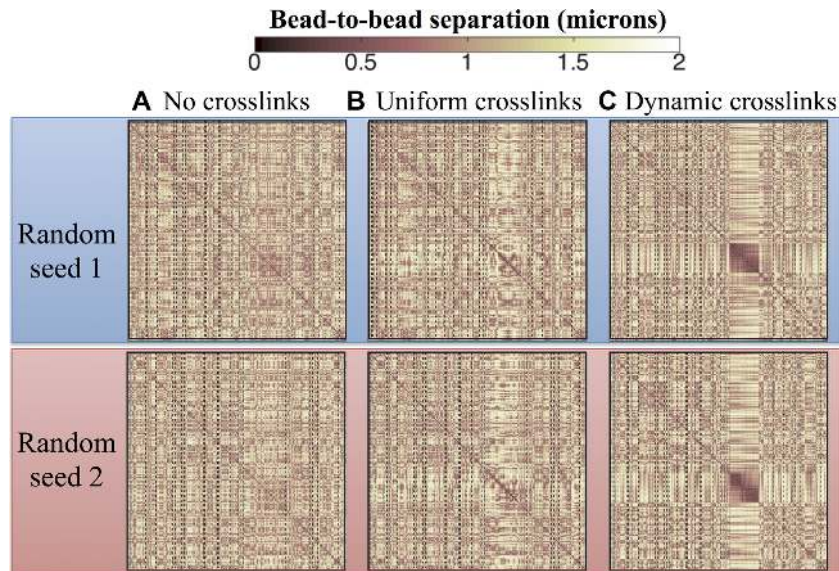 Bead-to-bead separation (microns)
0 0.5 1 1.5 2
A No crosslinks B Uniform crosslinks C Dynamic crosslinks
Random
seed 1
Random
seed 2